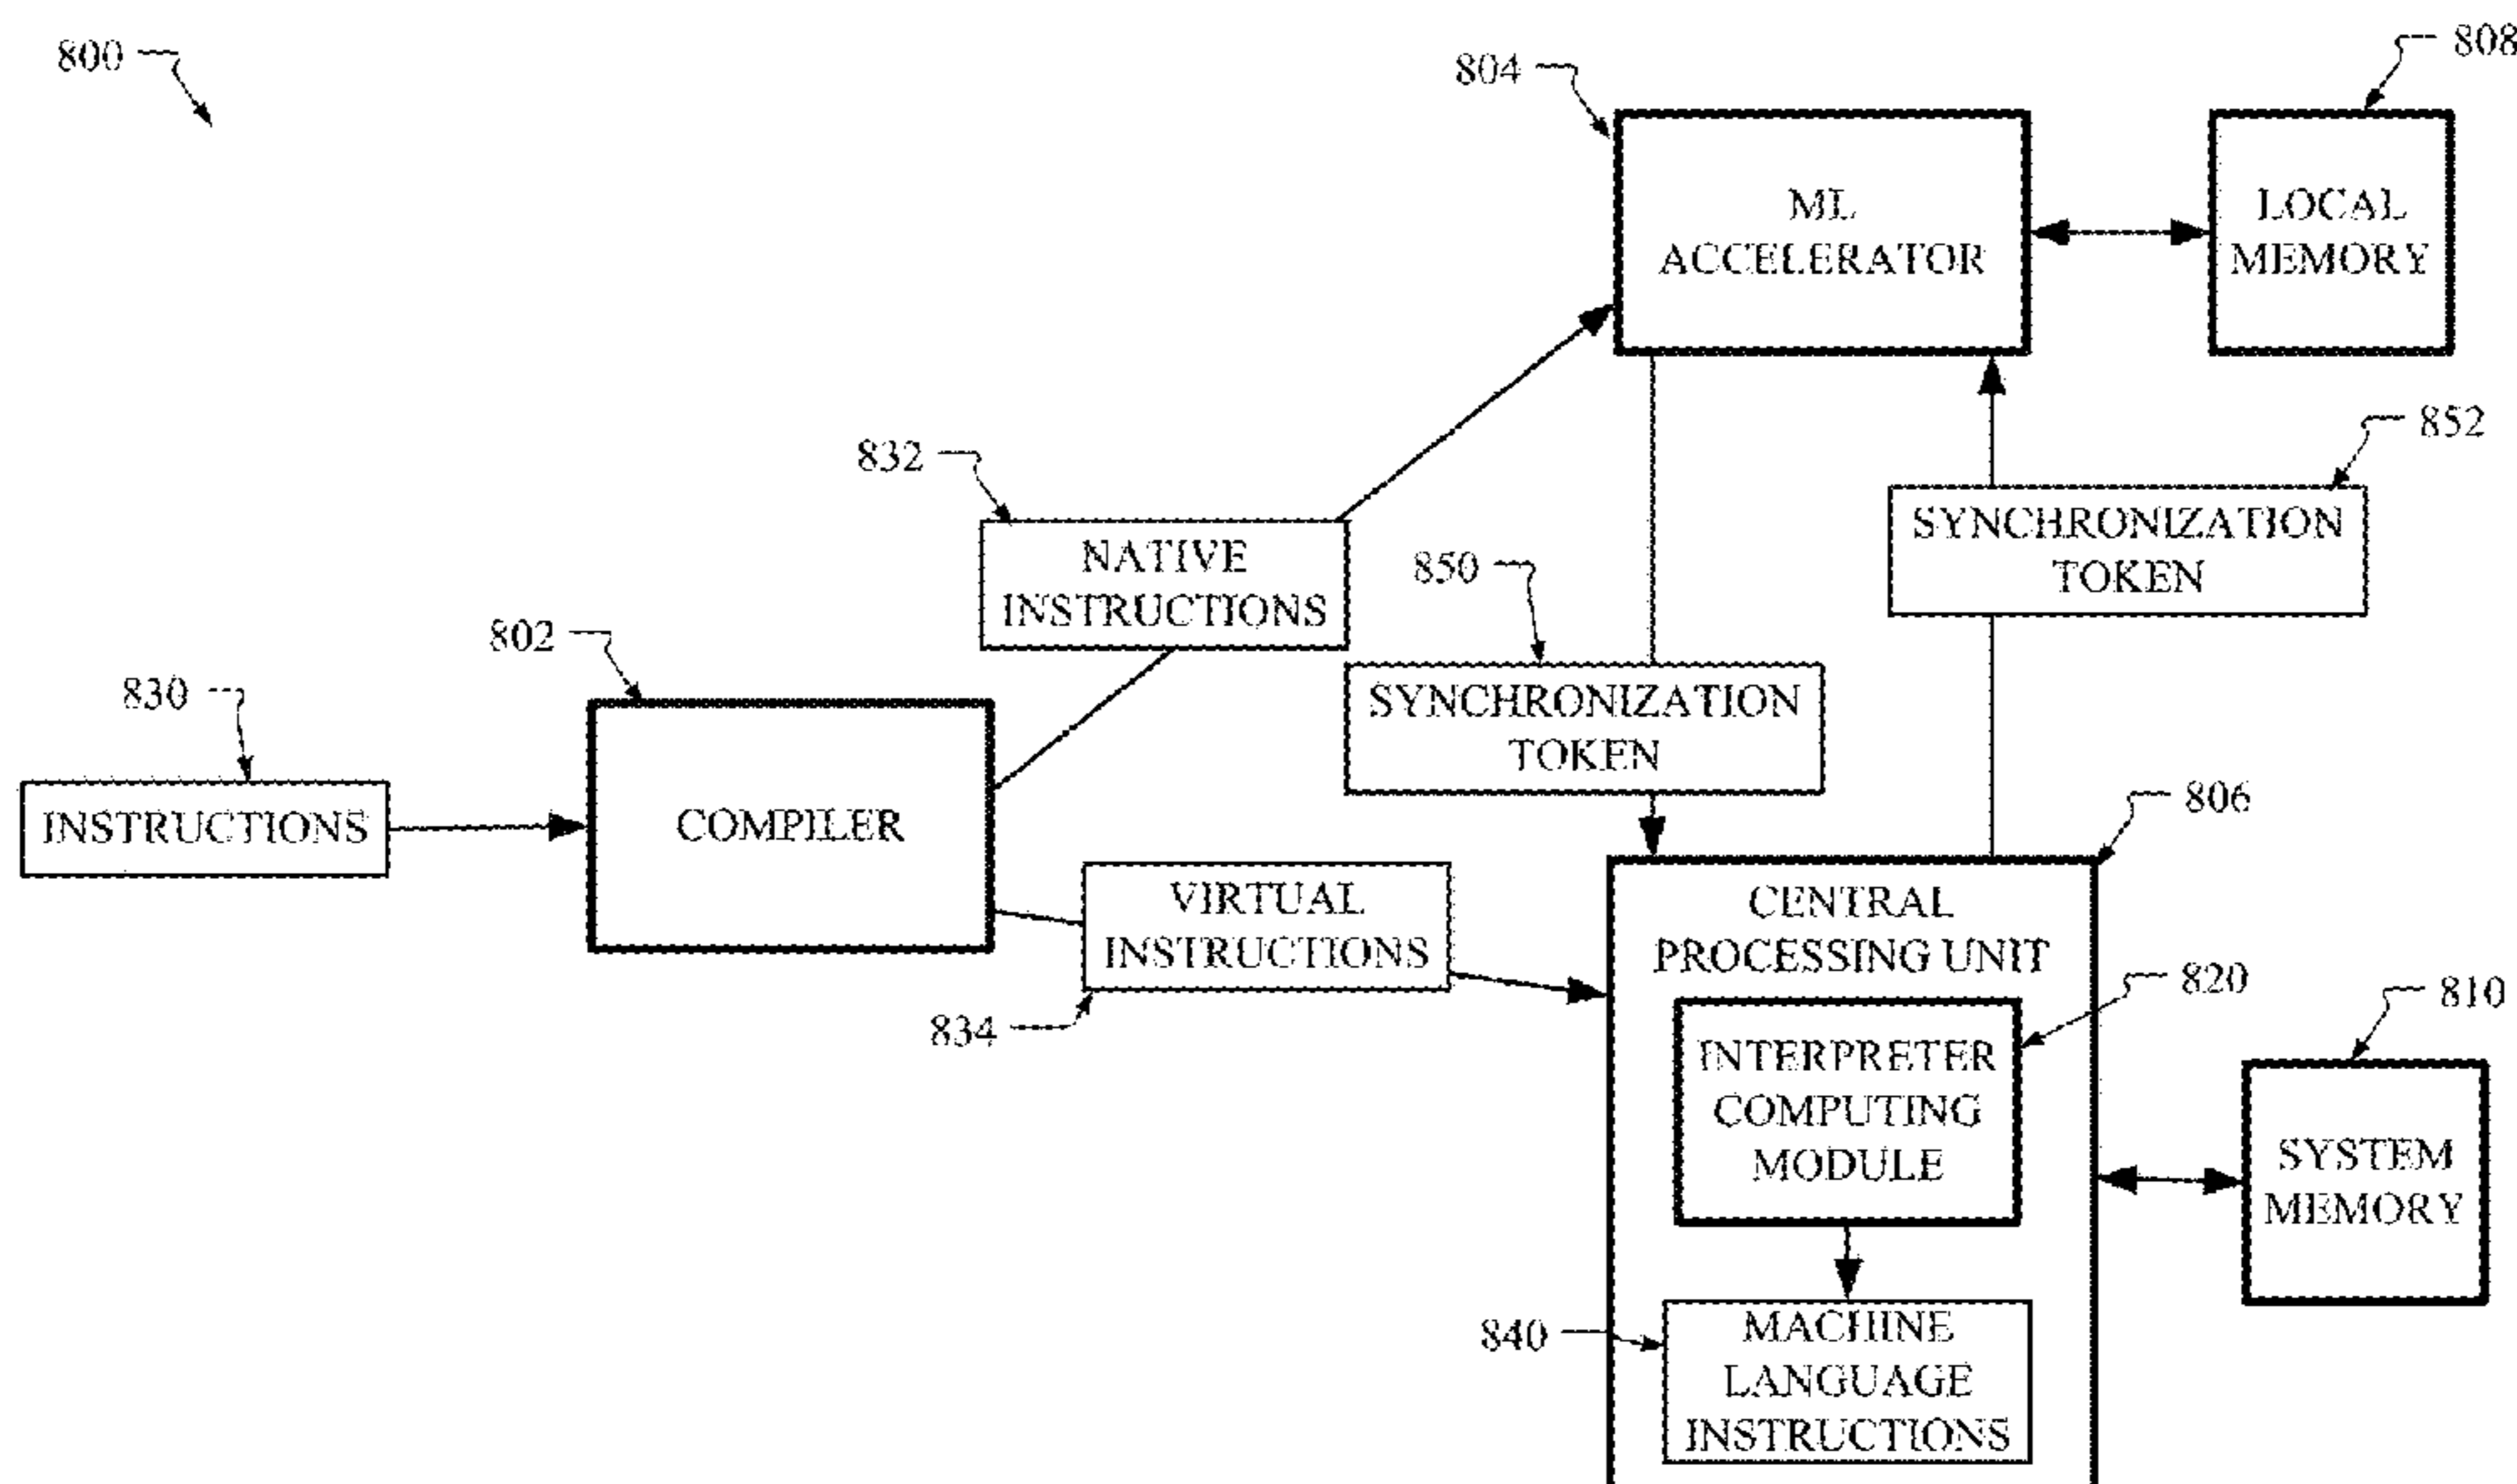 800
804
808
ML
ACCELERATOR
LOCAL
MEMORY
832
852
NATIVE
INSTRUCTIONS
850
SYNCHRONIZATION
TOKEN
802
830
SYNCHRONIZATION
TOKEN
INSTRUCTIONS
COMPILER
806
VIRTUAL
INSTRUCTIONS
834
CENTRAL
PROCESSING UNIT
820
810
INTERPRETER
COMPUTING
MODULE
SYSTEM
MEMORY
840
MACHINE
LANGUAGE
INSTRUCTIONS